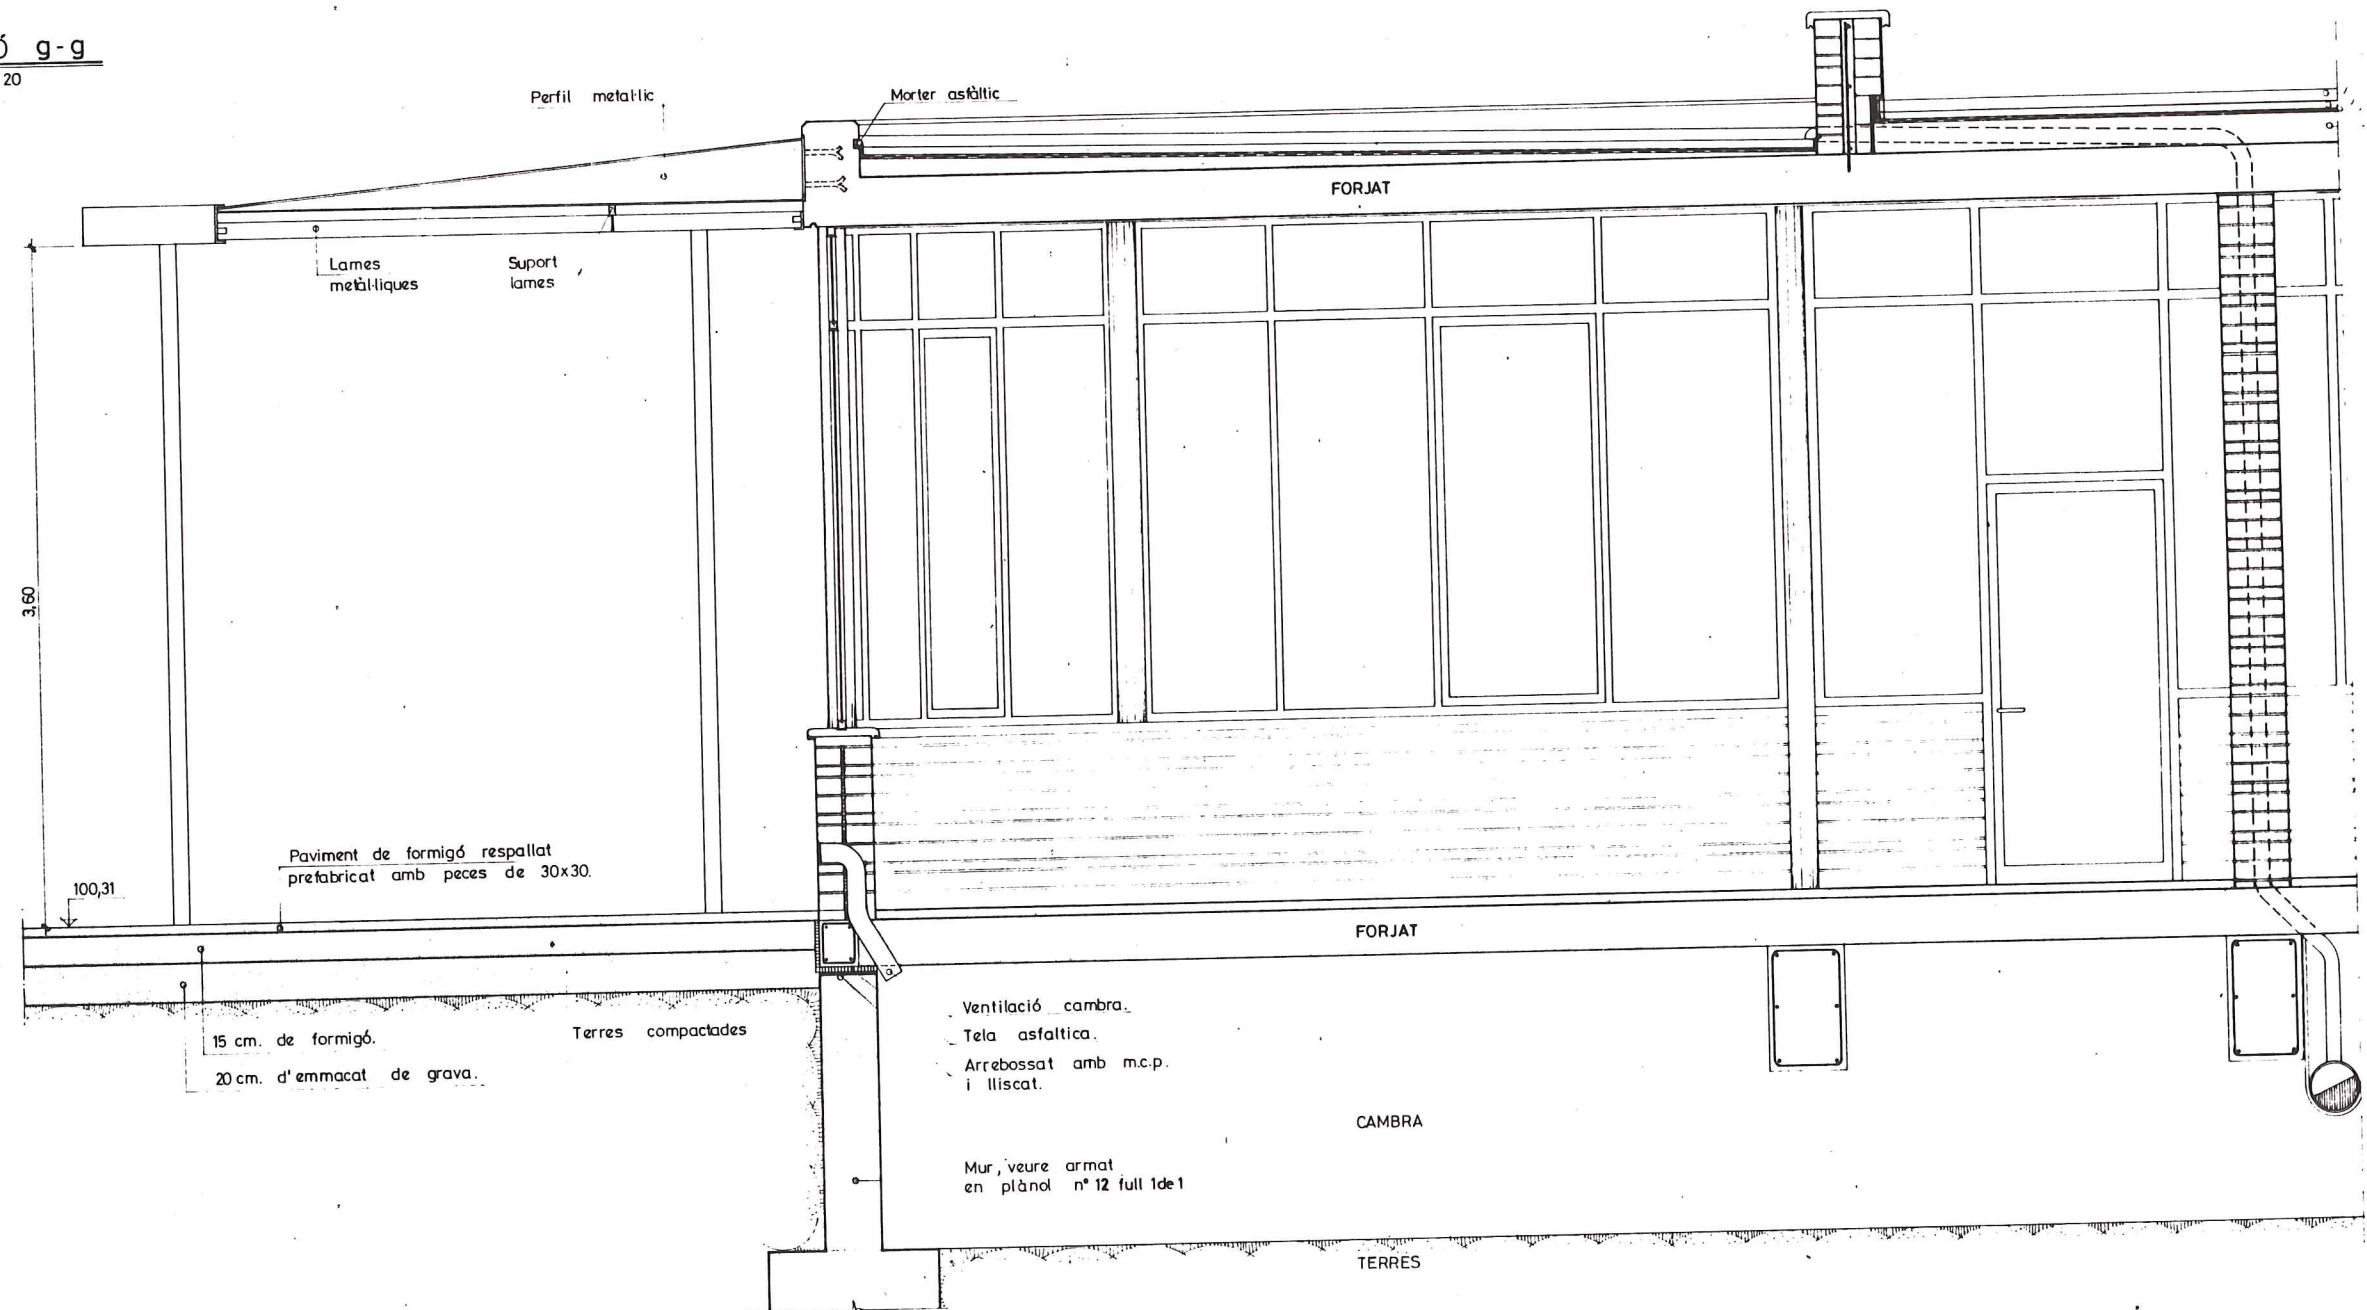 ó g-g
20
Perfil metal·lic
Morter asfàltic
FORJAT
Lames
metàl·liques
Suport
lames
3,60
Paviment de formigó respallat
prefabricat amb peces de 30x30.
100,31
FORJAT
15 cm. de formigó.
Terres compactades
20 cm. d'emmacat de grava.
Ventilació cambra.
Tela asfaltica.
Arrebossat amb m.c.p.
i lliscat.
CAMBRA
Mur, veure armat
en plànol nº 12 full 1de1
TERRES